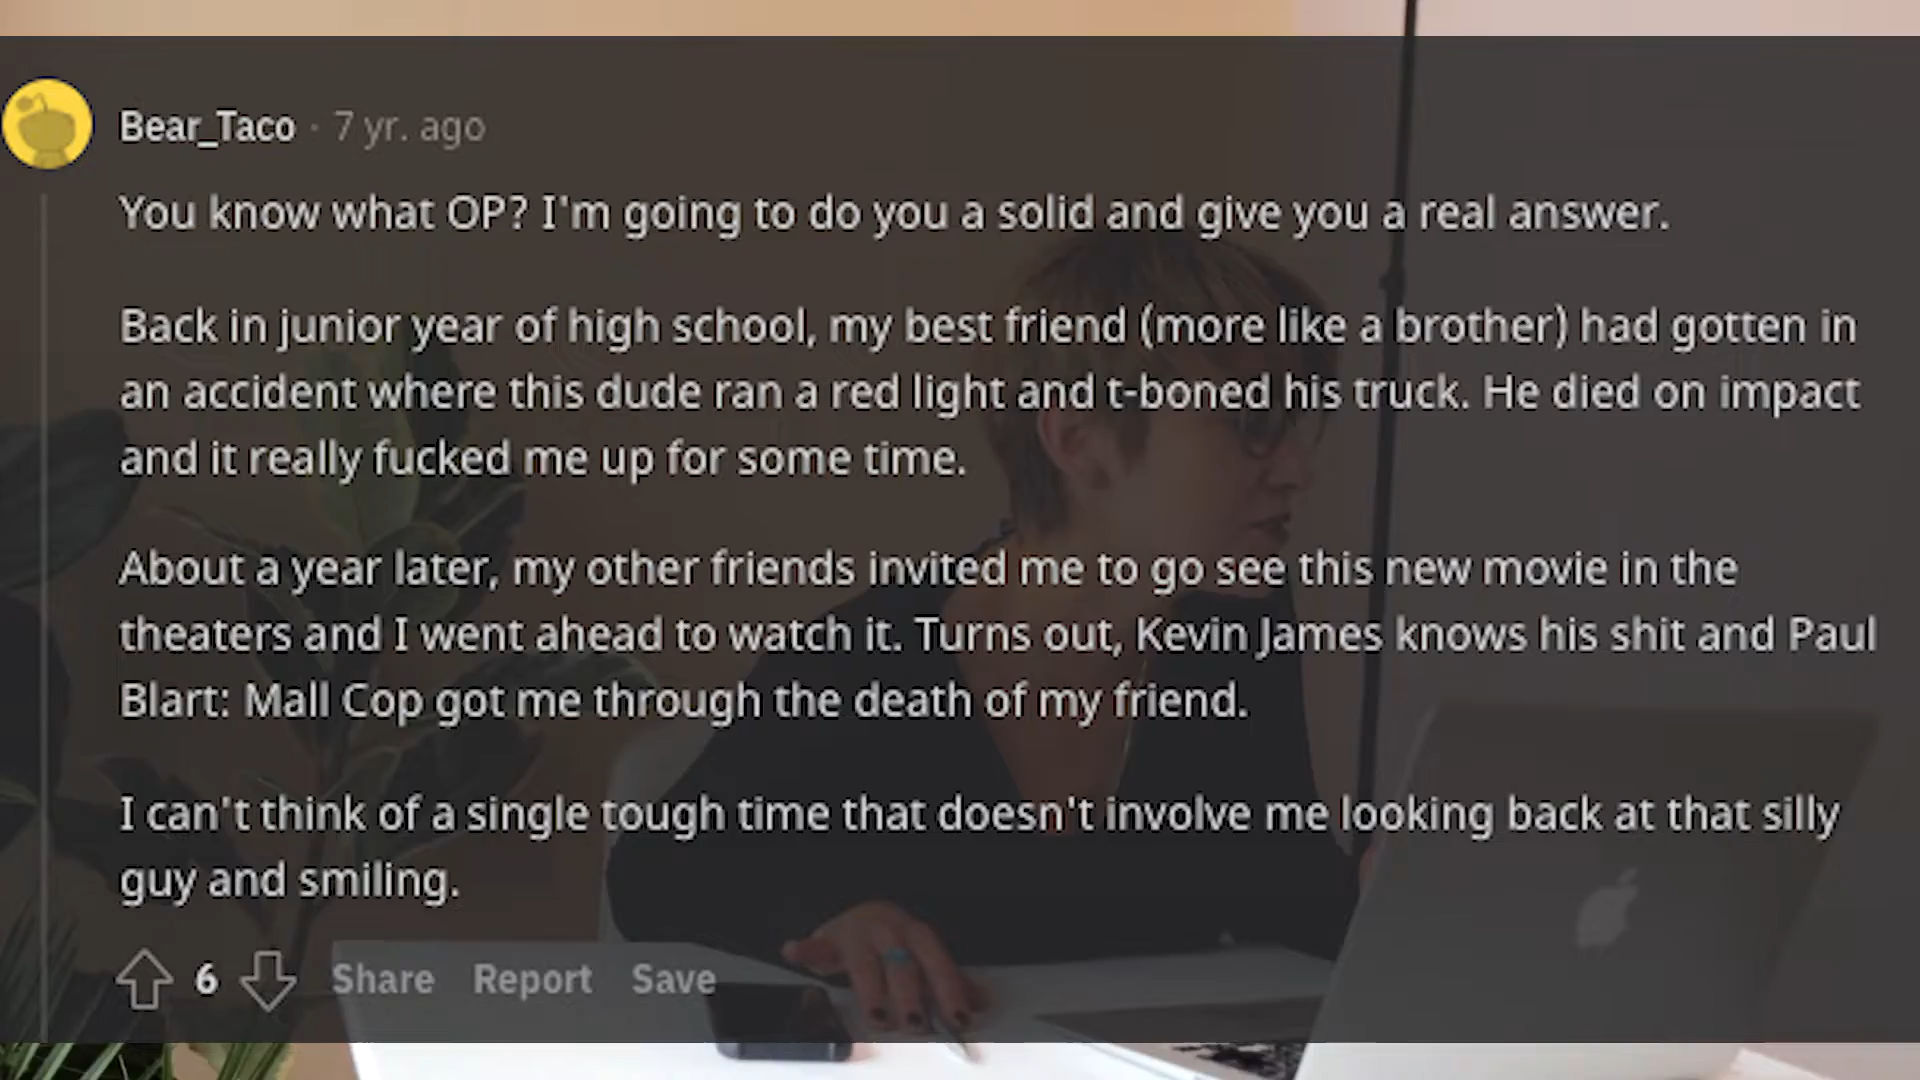 Bear_Taco · 7 yr. ago
You know what OP? I'm going to do you a solid and give you a real answer.
Back in junior year of high school, my best friend (more like a brother) had gotten in
an accident where this dude ran a red light and t-boned his truck. He died on impact
and it really fucked me up for some time.
About a year later, my other friends invited me to go see this new movie in the
theaters and I went ahead to watch it. Turns out, Kevin James knows his shit and Paul
Blart: Mall Cop got me through the death of my friend.
I can't think of a single tough time that doesn't involve me looking back at that silly
guy and smiling.
6 Share Report Save